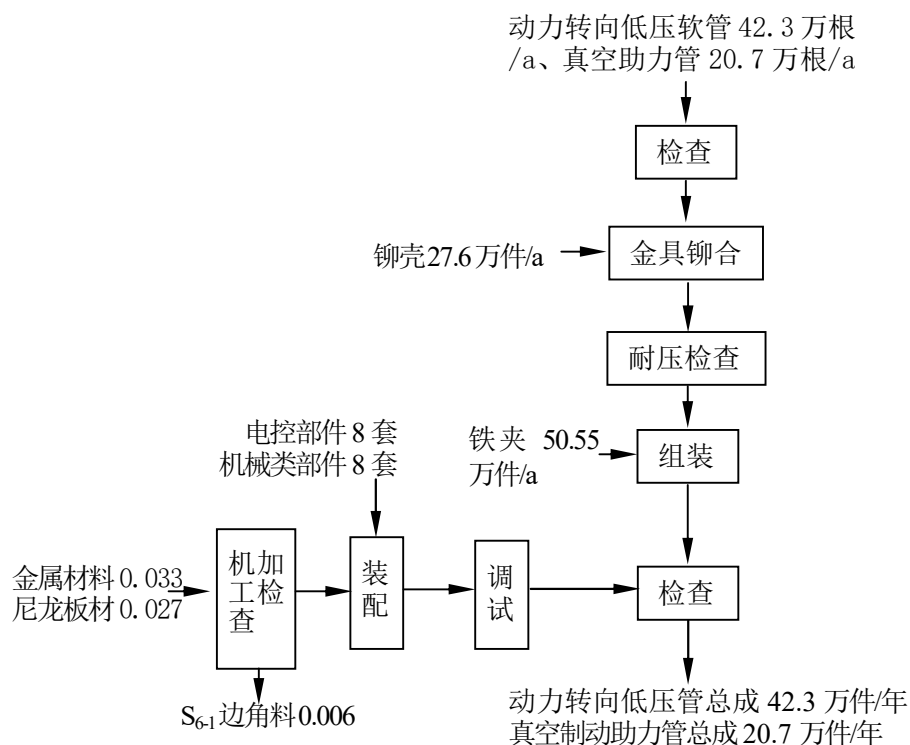 动力转向低压软管 42.3 万根
/a、真空助力管 20.7 万根/a
检查
铆壳27.6万件/a
金具铆合
耐压检查
电控部件 8 套
机械类部件 8 套
铁夹 50.55
万件/a
组装
金属材料 0.033
尼龙板材 0.027
机加
工检
查
装
配
调
试
检查
S6-1 边角料 0.006
动力转向低压管总成 42.3 万件/年
真空制动助力管总成 20.7 万件/年